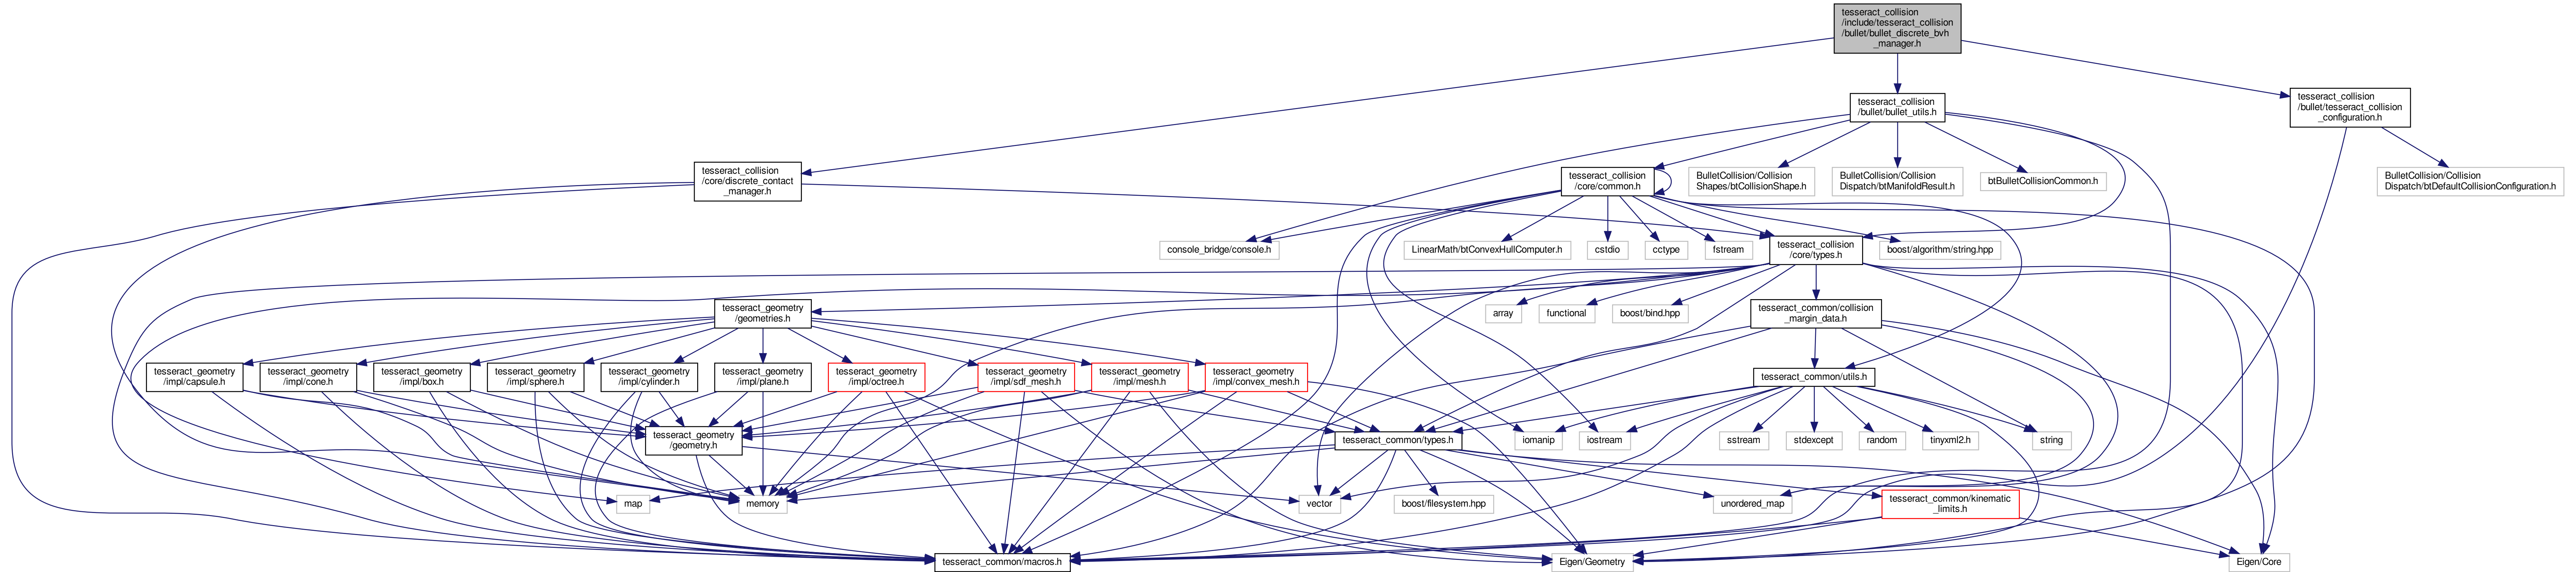 tesseract_collision
/include/tesseract_collision
/bullet/bullet_discrete_bvh
_manager.h
tesseract_collision
/bullet/bullet_utils.h
tesseract_collision
/bullet/tesseract_collision
_configuration.h
tesseract_collision
/core/discrete_contact
_manager.h
tesseract_collision
/core/common.h
BulletCollision/Collision
Shapes/btCollisionShape.h
BulletCollision/Collision
Dispatch/btManifoldResult.h
btBulletCollisionCommon.h
BulletCollision/Collision
Dispatch/btDefaultCollisionConfiguration.h
console_bridge/console.h
LinearMath/btConvexHullComputer.h
cstdio
cctype
fstream
tesseract_collision
/core/types.h
boost/algorithm/string.hpp
tesseract_geometry
/geometries.h
array
functional
boost/bind.hpp
tesseract_common/collision
_margin_data.h
tesseract_geometry
/impl/capsule.h
tesseract_geometry
/impl/cone.h
tesseract_geometry
/impl/box.h
tesseract_geometry
/impl/sphere.h
tesseract_geometry
/impl/cylinder.h
tesseract_geometry
/impl/plane.h
tesseract_geometry
/impl/octree.h
tesseract_geometry
/impl/sdf_mesh.h
tesseract_geometry
/impl/mesh.h
tesseract_geometry
/impl/convex_mesh.h
tesseract_common/utils.h
tesseract_geometry
/geometry.h
tesseract_common/types.h
iomanip
iostream
sstream
stdexcept
random
tinyxml2.h
string
map
memory
vector
boost/filesystem.hpp
unordered_map
tesseract_common/kinematic
_limits.h
tesseract_common/macros.h
Eigen/Geometry
Eigen/Core